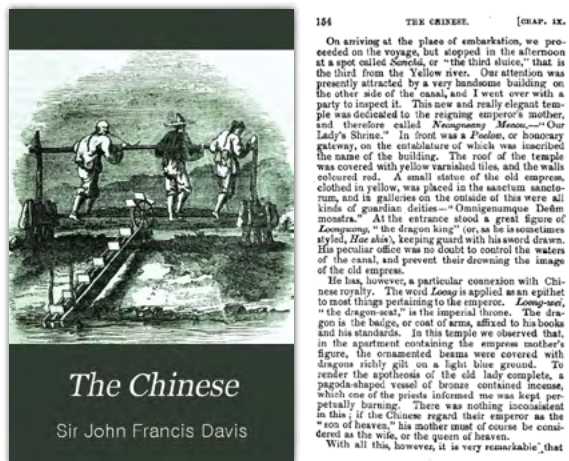 The Chinese
Sir John Francis Davis
154 THE CHINESE. [CHAP. IX.
On arriving at the place of embarkation, we pro-
ceeded on the voyage, but stopped in the afternoon
at a spot called Sanchă, or "the third sluice," that is
the third from the Yellow river. Our attention was
presently attracted by a very handsome building on
the other side of the canal, and I went over with a
party to inspect it. This new and really elegant tem-
ple was dedicated to the reigning emperor's mother,
and therefore called Neangneang Meaou,—"Our
Lady's Shrine." In front was a Paelow, or honorary
gateway, on the entablature of which was inscribed
the name of the building. The roof of the temple
was covered with yellow varnished tiles, and the walls
coloured red. A small statue of the old empress,
clothed in yellow, was placed in the sanctum sancto-
rum, and in galleries on the outside of this were all
kinds of guardian deities—"Omnigenumque Deûm
monstra." At the entrance stood a great figure of
Loongwong, "the dragon king" (or, as he is sometimes
styled, Hae shin), keeping guard with his sword drawn.
His peculiar office was no doubt to control the waters
of the canal, and prevent their drowning the image
of the old empress.
He has, however, a particular connexion with Chi-
nese royalty. The word Loong is applied as an epithet
to most things pertaining to the emperor. Loong-wei,
"the dragon-seat," is the imperial throne. The dra-
gon is the badge, or coat of arms, affixed to his books
and his standards. In this temple we observed that,
in the apartment containing the empress mother's
figure, the ornamented beams were covered with
dragons richly gilt on a light blue ground. To
render the apotheosis of the old lady complete, a
pagoda-shaped vessel of bronze contained incense,
which one of the priests informed me was kept per-
petually burning. There was nothing inconsistent
in this; if the Chinese regard their emperor as the
"son of heaven," his mother must of course be consi-
dered as the wife, or the queen of heaven.
With all this, however, it is very remarkable that